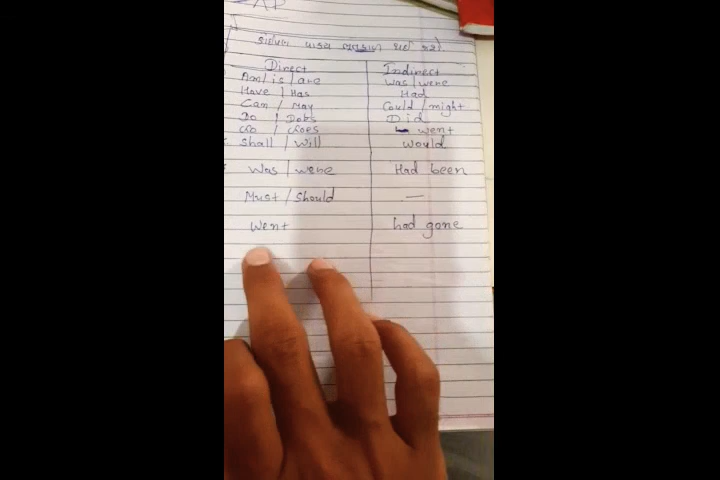 વાક્ય થઈ
Direct Indirect
Am / is / are Was / were
Have / Has Had
Can / May Could / might
Do / Does Did
Go / Goes went
Shall / Will would
Was / were Had been
Must / Should —
Went had gone